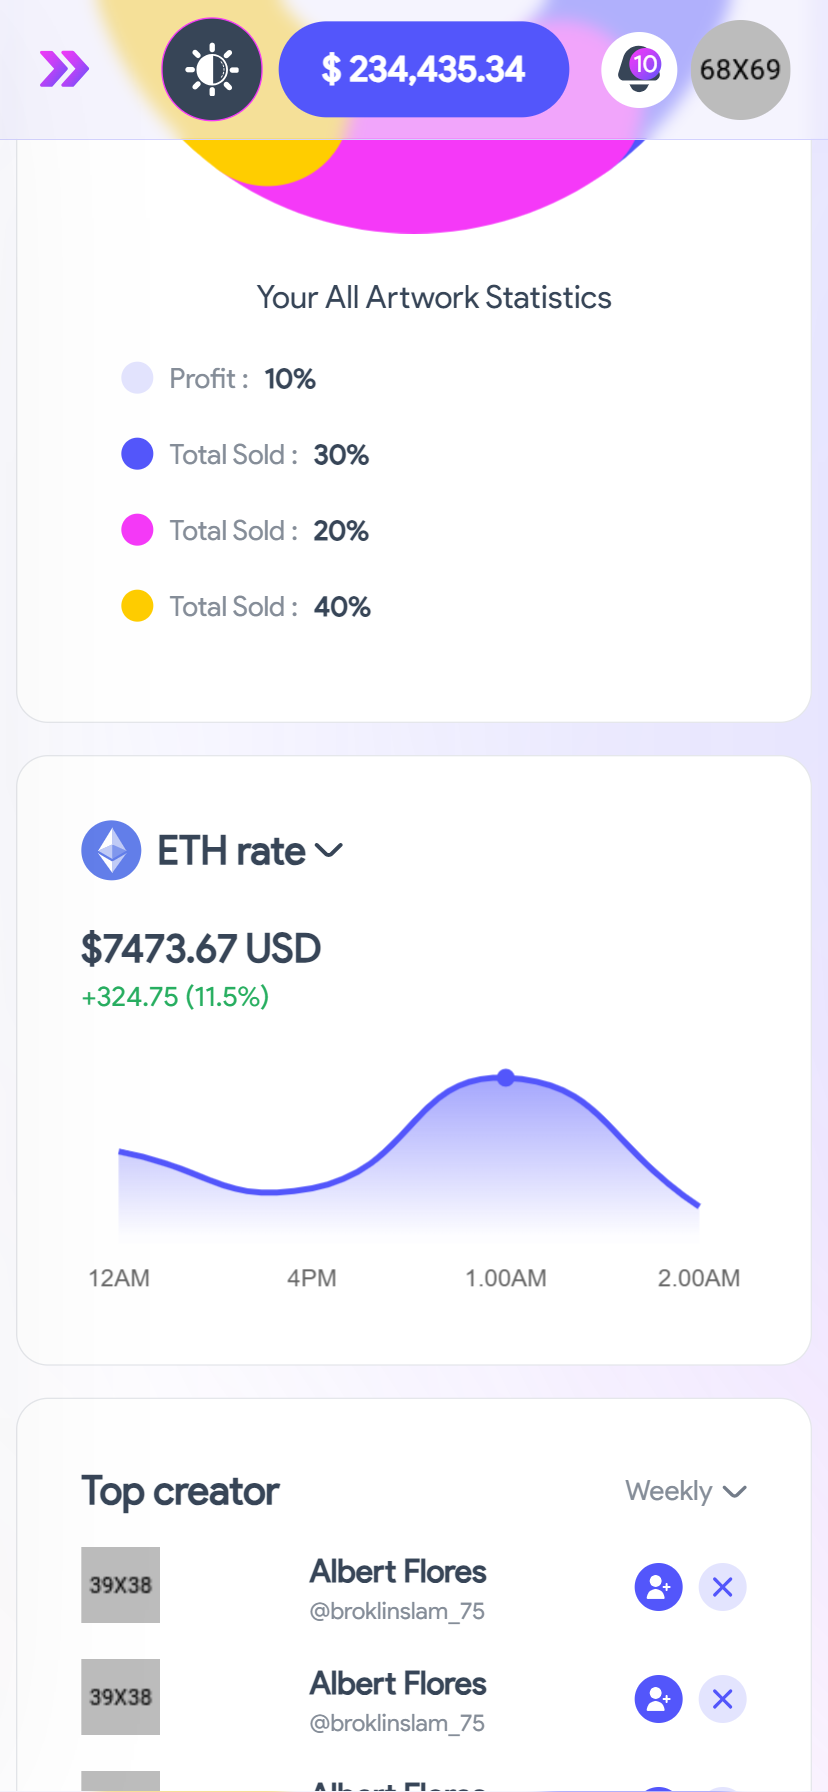 $ 234,435.34
10
68X69
Your All Artwork Statistics
Profit : 10%
Total Sold : 30%
Total Sold : 20%
Total Sold : 40%
ETH rate
$7473.67 USD
+324.75 (11.5%)
12AM 4PM 1.00AM 2.00AM
Top creator Weekly
39X38
Albert Flores
@broklinslam_75
39X38
Albert Flores
@broklinslam_75
Albert Flores